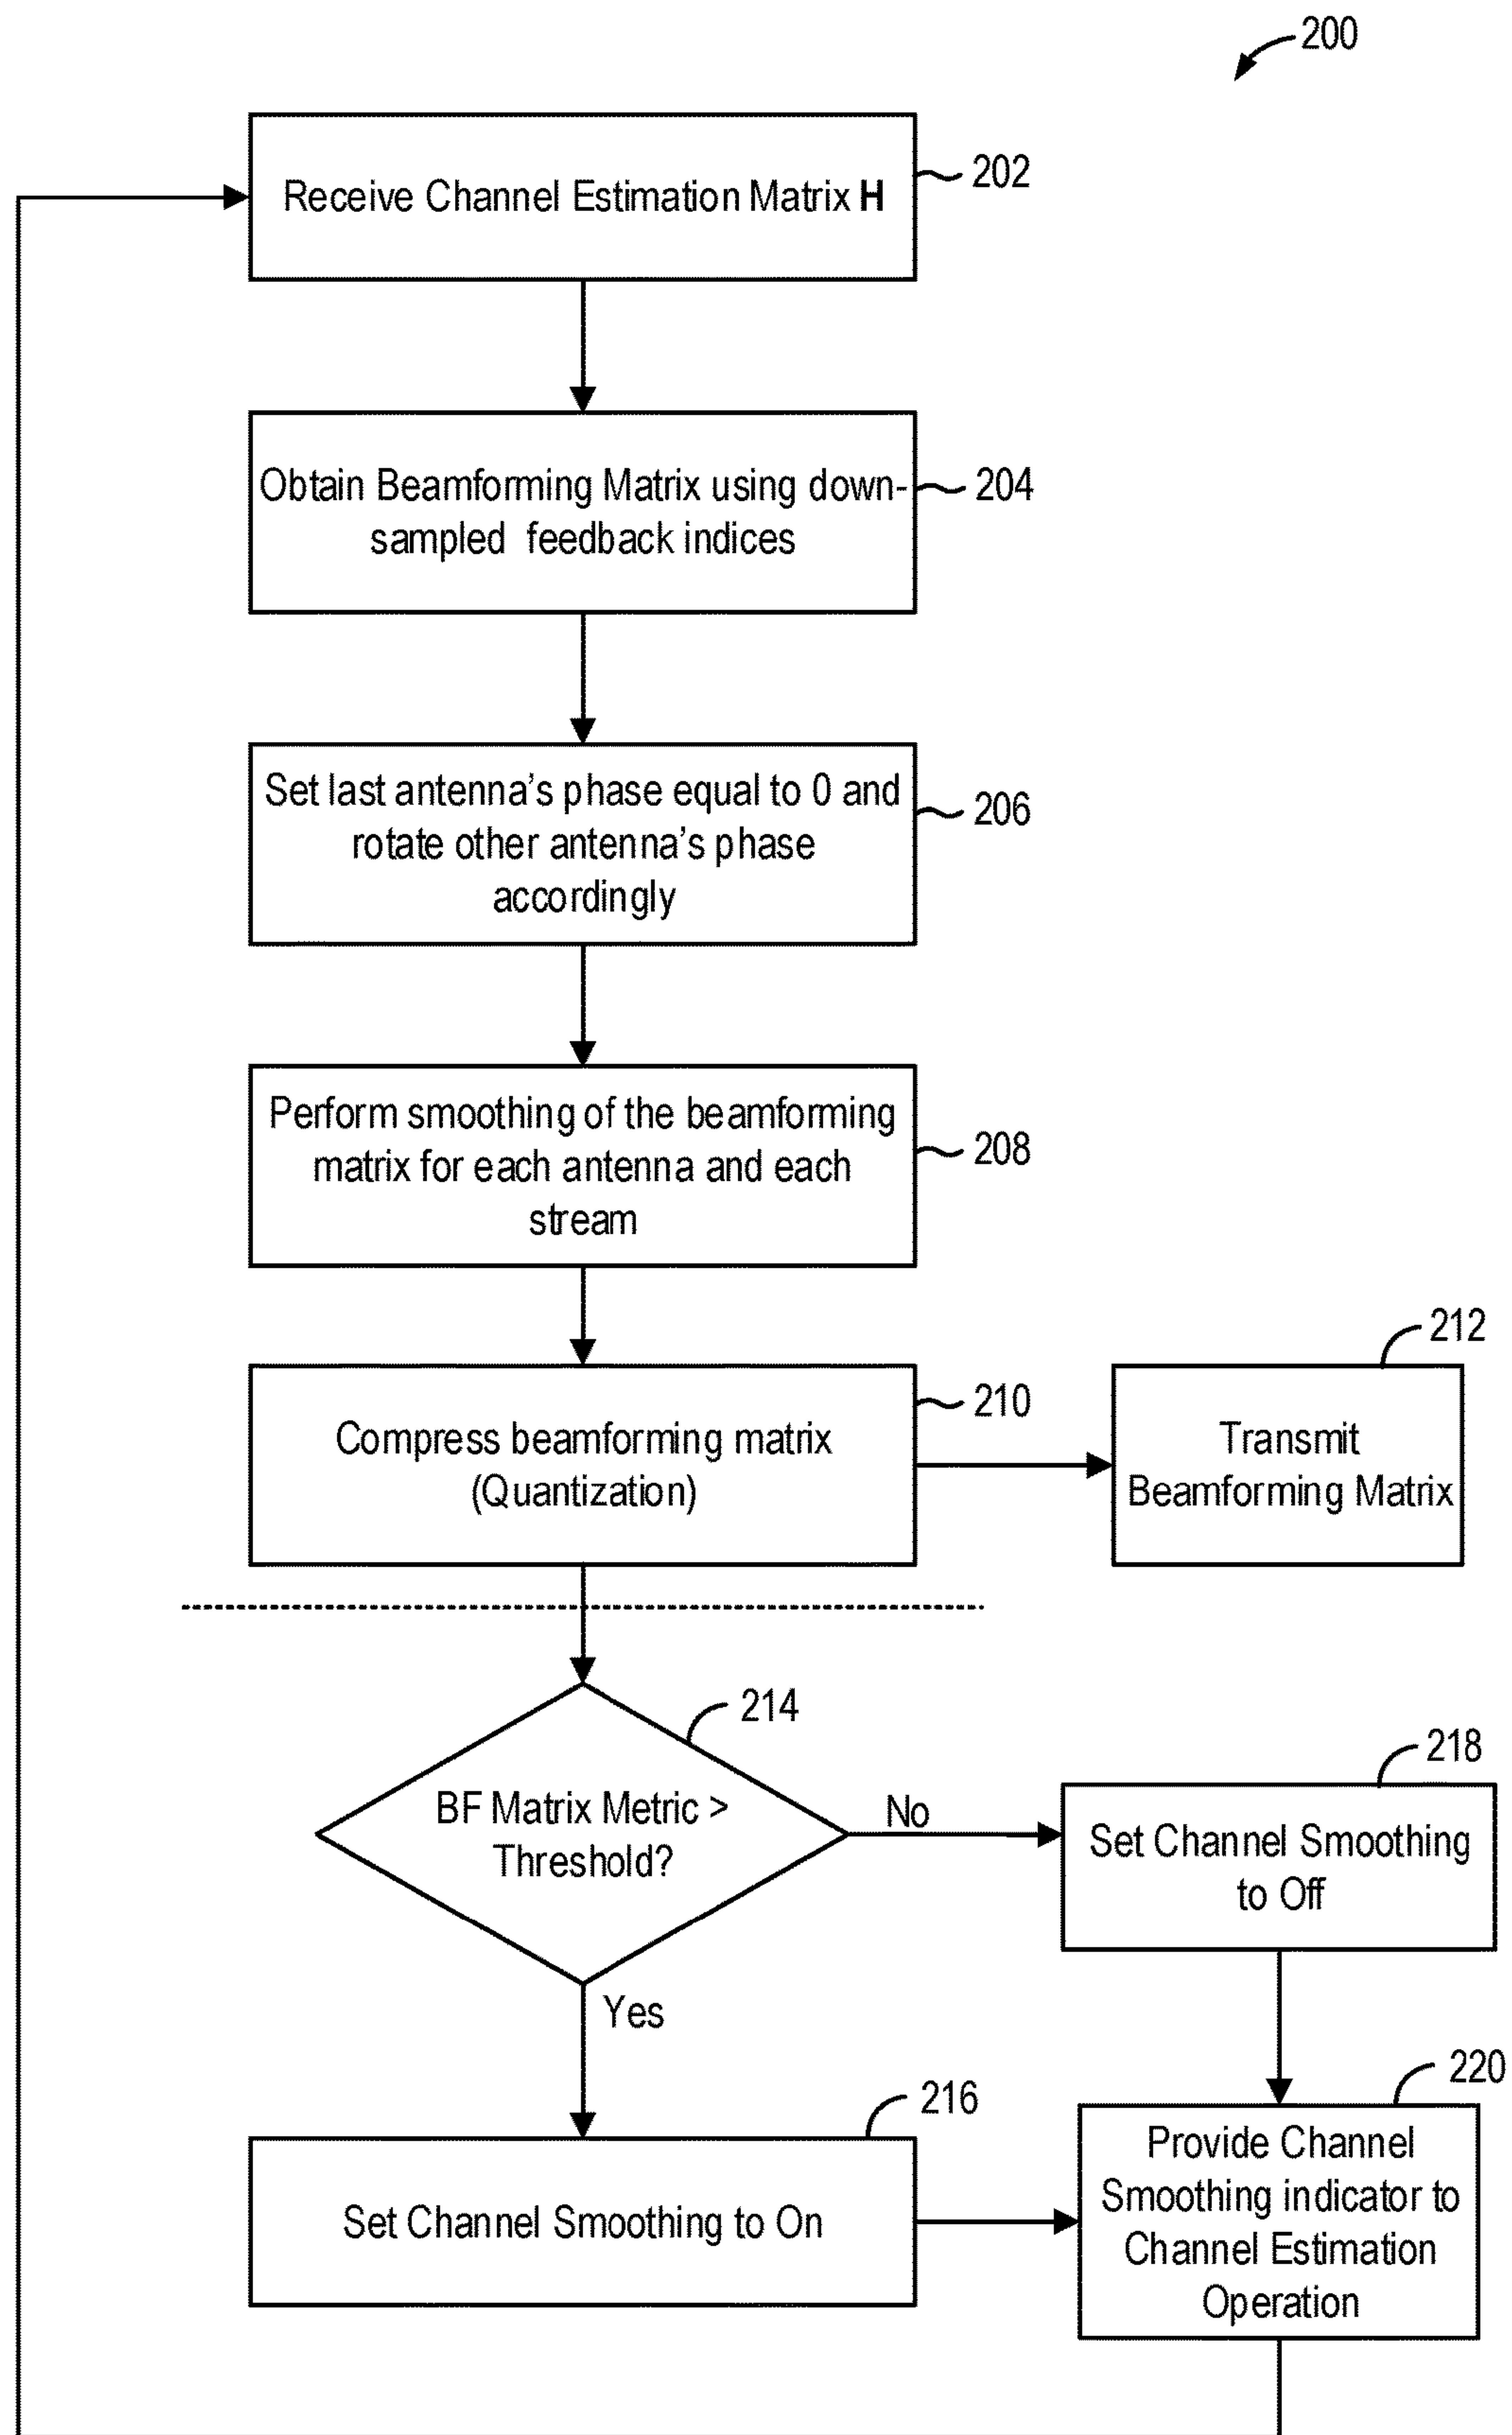 200
Receive Channel Estimation Matrix H
202
Obtain Beamforming Matrix using down-
sampled feedback indices
204
Set last antenna's phase equal to 0 and
rotate other antenna's phase
accordingly
206
Perform smoothing of the beamforming
matrix for each antenna and each
stream
208
Compress beamforming matrix
(Quantization)
210
212
Transmit
Beamforming Matrix
214
BF Matrix Metric >
Threshold?
No
218
Set Channel Smoothing
to Off
Yes
216
Set Channel Smoothing to On
220
Provide Channel
Smoothing indicator to
Channel Estimation
Operation